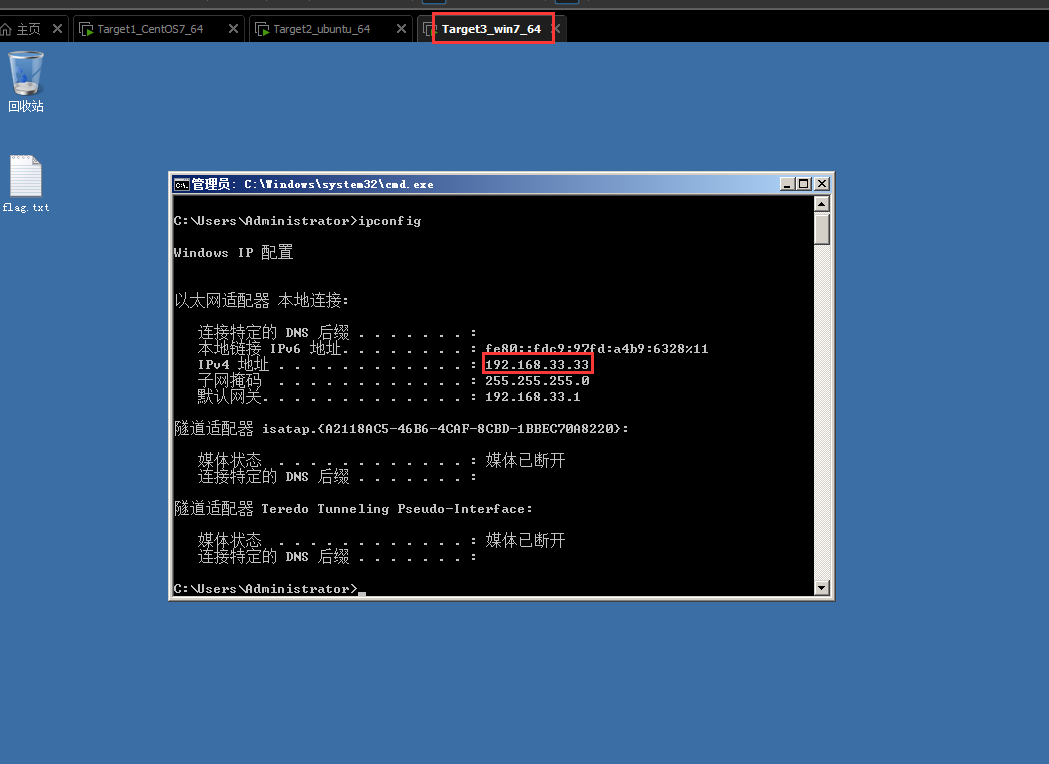 主页 Target1_CentOS7_64 Target2_ubuntu_64 Target3_win7_64
回收站
flag.txt
管理员: C:\Windows\system32\cmd.exe
C:\Users\Administrator>ipconfig
Windows IP 配置
以太网适配器 本地连接:
连接特定的 DNS 后缀 . . . . . . . :
本地链接 IPv6 地址. . . . . . . . : fe80::fdc9:97fd:a4b9:6328%11
IPv4 地址 . . . . . . . . . . . . : 192.168.33.33
子网掩码 . . . . . . . . . . . . : 255.255.255.0
默认网关. . . . . . . . . . . . . : 192.168.33.1
隧道适配器 isatap.{A2118AC5-46B6-4CAF-8CBD-1BBEC70A8220}:
媒体状态 . . . . . . . . . . . . : 媒体已断开
连接特定的 DNS 后缀 . . . . . . . :
隧道适配器 Teredo Tunneling Pseudo-Interface:
媒体状态 . . . . . . . . . . . . : 媒体已断开
连接特定的 DNS 后缀 . . . . . . . :
C:\Users\Administrator>